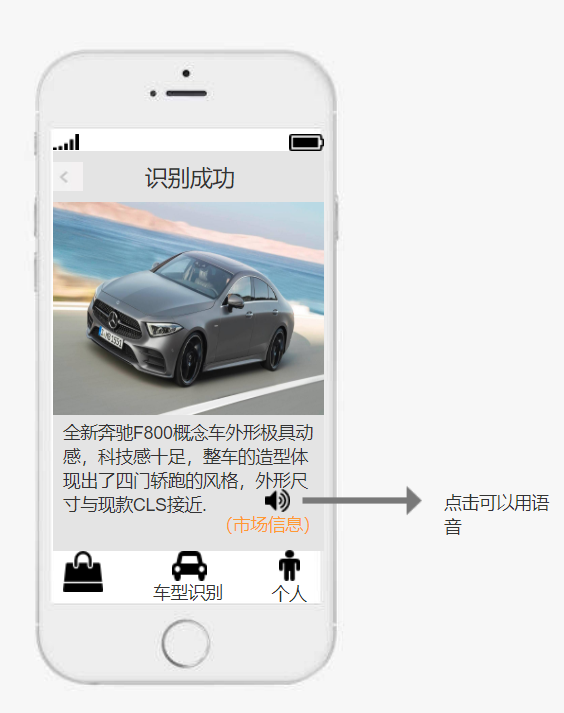 识别成功
全新奔驰F800概念车外形极具动
感，科技感十足，整车的造型体
现出了四门轿跑的风格，外形尺
寸与现款CLS接近.
(市场信息)
点击可以用语
音
车型识别
个人